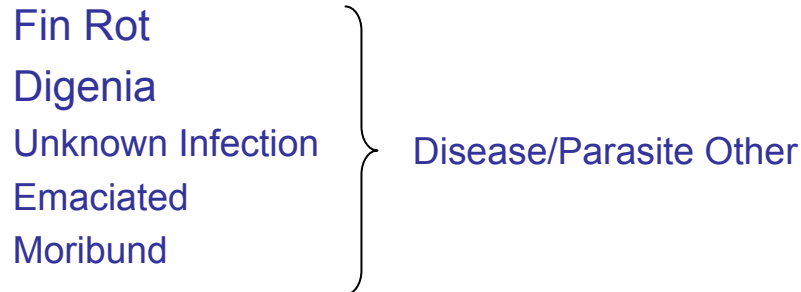 Fin Rot
Digenia
Unknown Infection
Disease/Parasite Other
Emaciated
Moribund